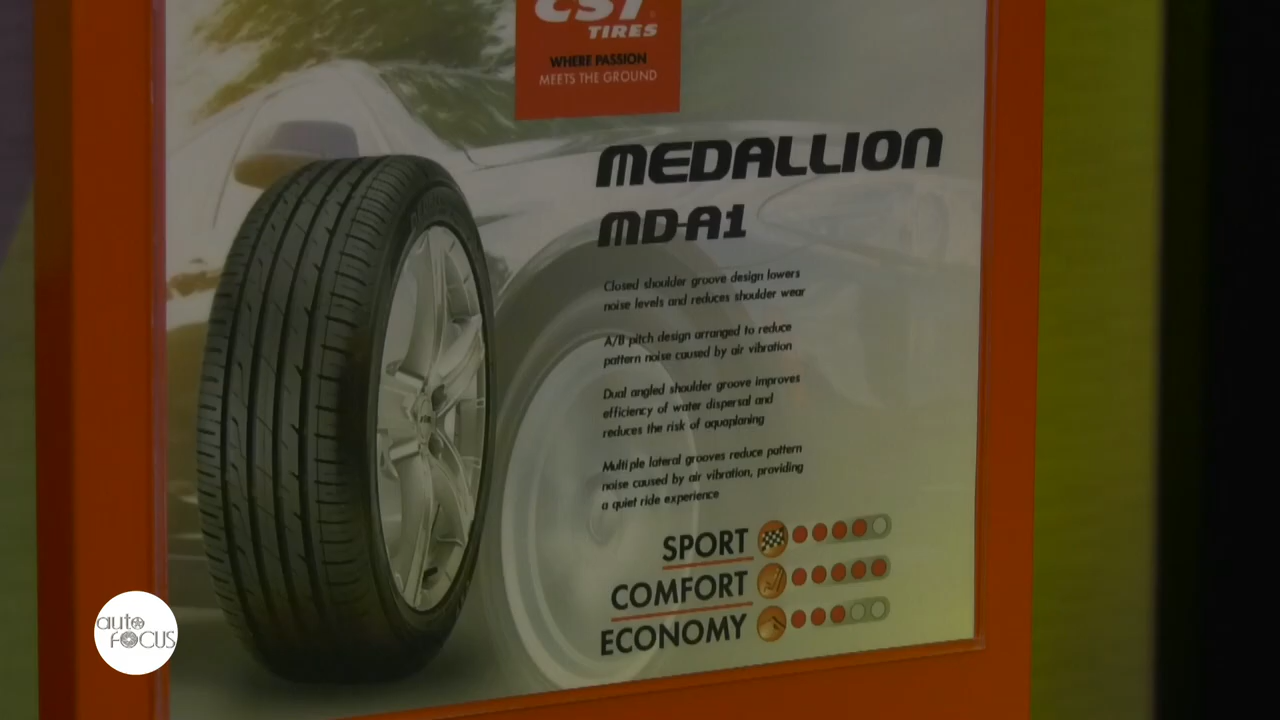 CST
TIRES
WHERE PASSION
MEETS THE GROUND
MEDALLION
MD-A1
Closed shoulder groove design lowers
noise levels and reduces shoulder wear
A/B pitch design arranged to reduce
pattern noise caused by air vibration
Dual angled shoulder groove improves
efficiency of water dispersal and
reduces the risk of aquaplaning
Multiple lateral grooves reduce pattern
noise caused by air vibration, providing
a quiet ride experience
SPORT
COMFORT
ECONOMY
auto
FOCUS